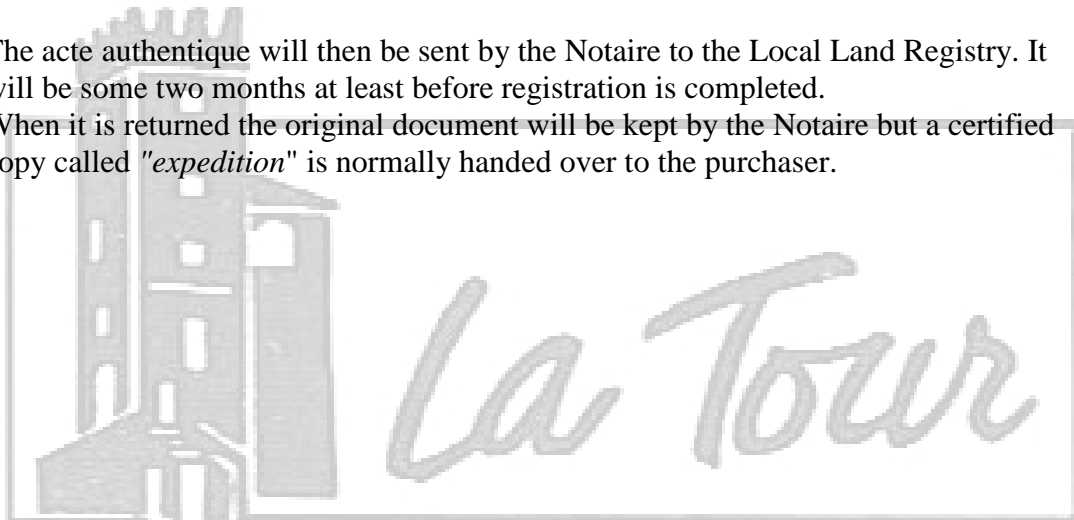 The acte authentique will then be sent by the Notaire to the Local Land Registry. It
will be some two months at least before registration is completed.
When it is returned the original document will be kept by the Notaire but a certified
copy called "expedition" is normally handed over to the purchaser.
La Tour